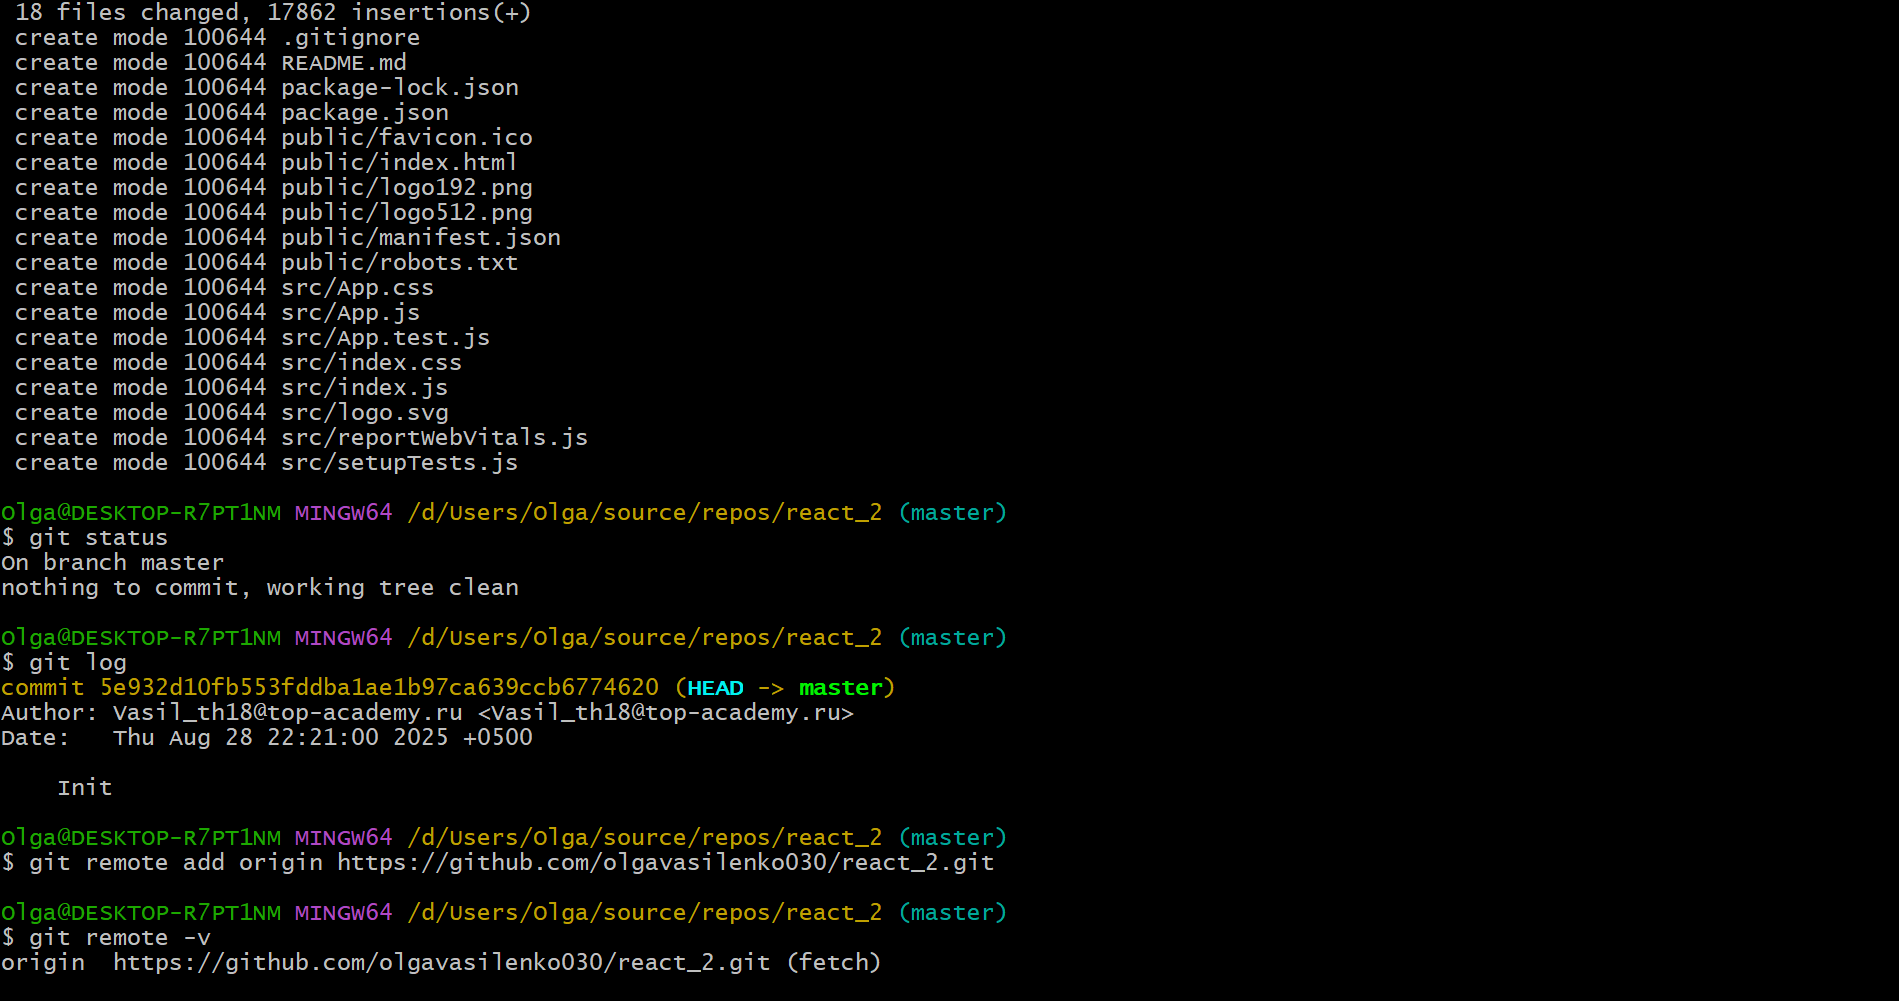 18 files changed, 17862 insertions(+)
create mode 100644 .gitignore
create mode 100644 README.md
create mode 100644 package-lock.json
create mode 100644 package.json
create mode 100644 public/favicon.ico
create mode 100644 public/index.html
create mode 100644 public/logo192.png
create mode 100644 public/logo512.png
create mode 100644 public/manifest.json
create mode 100644 public/robots.txt
create mode 100644 src/App.css
create mode 100644 src/App.js
create mode 100644 src/App.test.js
create mode 100644 src/index.css
create mode 100644 src/index.js
create mode 100644 src/logo.svg
create mode 100644 src/reportWebVitals.js
create mode 100644 src/setupTests.js
Olga@DESKTOP-R7PT1NM MINGW64 /d/Users/Olga/source/repos/react_2 (master)
$ git status
On branch master
nothing to commit, working tree clean
Olga@DESKTOP-R7PT1NM MINGW64 /d/Users/Olga/source/repos/react_2 (master)
$ git log
commit 5e932d10fb553fddba1ae1b97ca639ccb6774620 (HEAD -> master)
Author: Vasil_th18@top-academy.ru <Vasil_th18@top-academy.ru>
Date:   Thu Aug 28 22:21:00 2025 +0500
Init
Olga@DESKTOP-R7PT1NM MINGW64 /d/Users/Olga/source/repos/react_2 (master)
$ git remote add origin https://github.com/olgavasilenko030/react_2.git
Olga@DESKTOP-R7PT1NM MINGW64 /d/Users/Olga/source/repos/react_2 (master)
$ git remote -v
origin  https://github.com/olgavasilenko030/react_2.git (fetch)